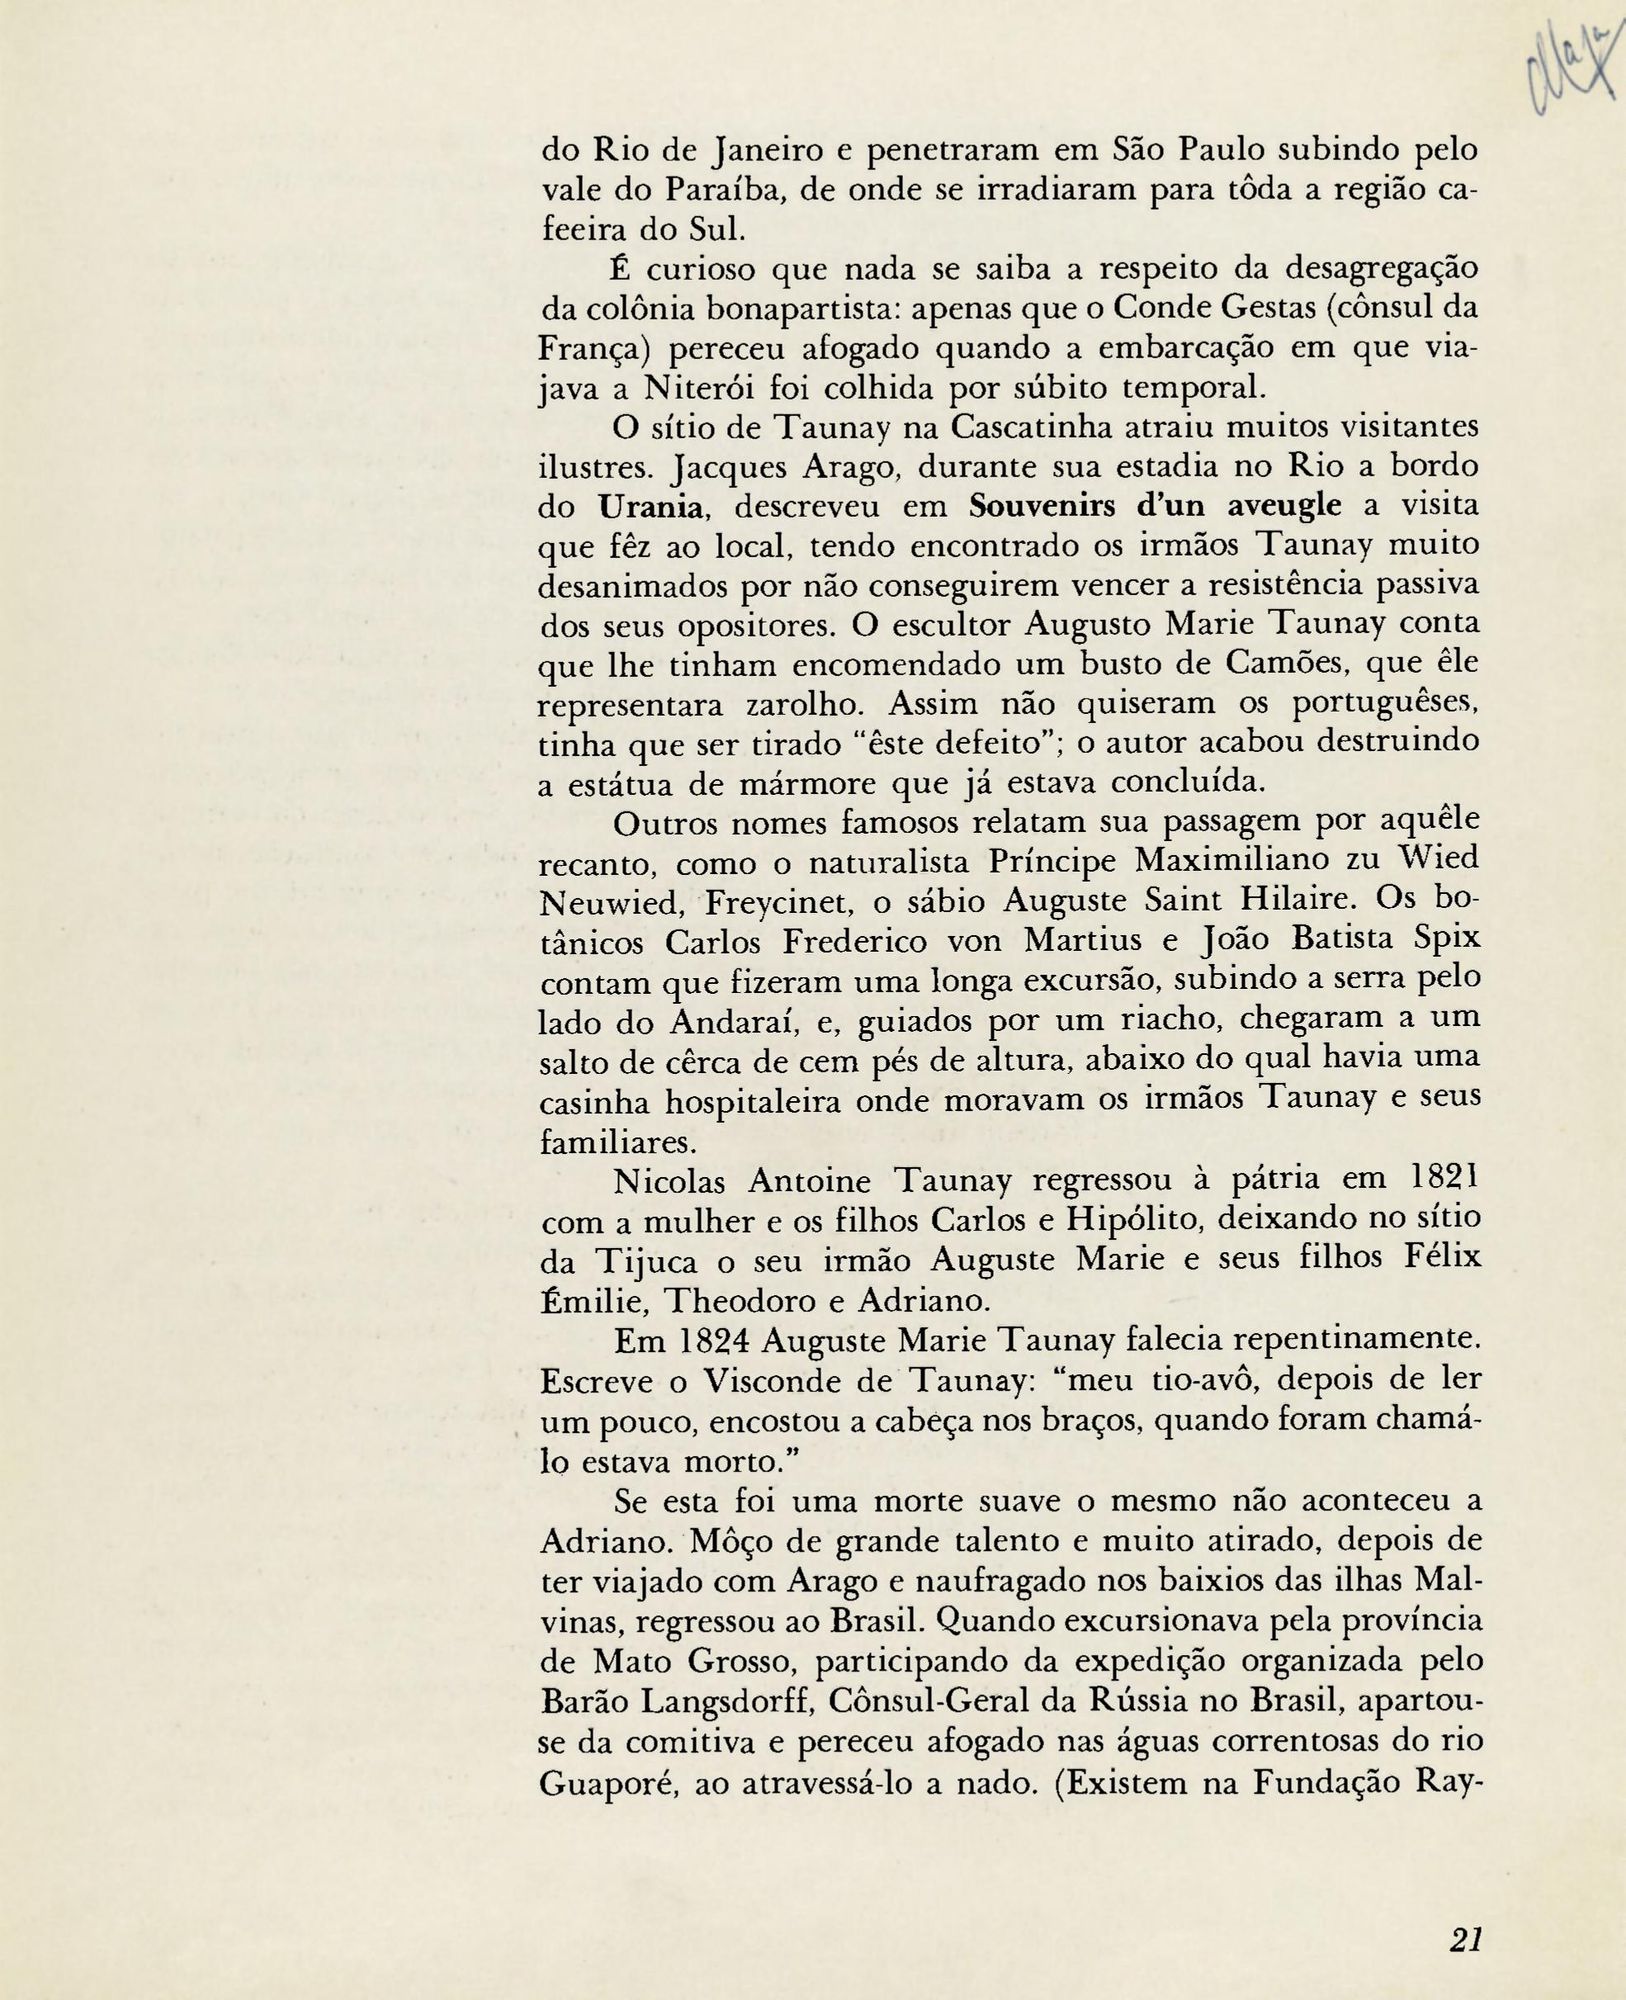 do Rio de Janeiro e penetraram em São Paulo subindo pelo
vale do Paraíba, de onde se irradiaram para tôda a região ca-
feeira do Sul.
É curioso que nada se saiba a respeito da desagregação
da colônia bonapartista: apenas que o Conde Gestas (cônsul da
França) pereceu afogado quando a embarcação em que via-
java a Niterói foi colhida por súbito temporal.
O sítio de Taunay na Cascatinha atraiu muitos visitantes
ilustres. Jacques Arago, durante sua estadia no Rio a bordo
do Urania, descreveu em Souvenirs d'un aveugle a visita
que fêz ao local, tendo encontrado os irmãos Taunay muito
desanimados por não conseguirem vencer a resistência passiva
dos seus opositores. O escultor Augusto Marie Taunay conta
que lhe tinham encomendado um busto de Camões, que êle
representara zarolho. Assim não quiseram os portuguêses,
tinha que ser tirado "êste defeito"; o autor acabou destruindo
a estátua de mármore que já estava concluída.
Outros nomes famosos relatam sua passagem por aquêle
recanto, como o naturalista Príncipe Maximiliano zu Wied
Neuwied, Freycinet, o sábio Auguste Saint Hilaire. Os bo-
tânicos Carlos Frederico von Martius e João Batista Spix
contam que fizeram uma longa excursão, subindo a serra pelo
lado do Andaraí, e, guiados por um riacho, chegaram a um
salto de cêrca de cem pés de altura, abaixo do qual havia uma
casinha hospitaleira onde moravam os irmãos Taunay e seus
familiares.
Nicolas Antoine Taunay regressou à pátria em 1821
com a mulher e os filhos Carlos e Hipólito, deixando no sítio
da Tijuca o seu irmão Auguste Marie e seus filhos Félix
Émilie, Theodoro e Adriano.
Em 1824 Auguste Marie Taunay falecia repentinamente.
Escreve o Visconde de Taunay: "meu tio-avô, depois de ler
um pouco, encostou a cabeça nos braços, quando foram chamá-
lo estava morto."
Se esta foi uma morte suave o mesmo não aconteceu a
Adriano. Môço de grande talento e muito atirado, depois de
ter viajado com Arago e naufragado nos baixios das ilhas Mal-
vinas, regressou ao Brasil. Quando excursionava pela província
de Mato Grosso, participando da expedição organizada pelo
Barão Langsdorff, Cônsul-Geral da Rússia no Brasil, apartou-
se da comitiva e pereceu afogado nas águas correntosas do rio
Guaporé, ao atravessá-lo a nado. (Existem na Fundação Ray-
21